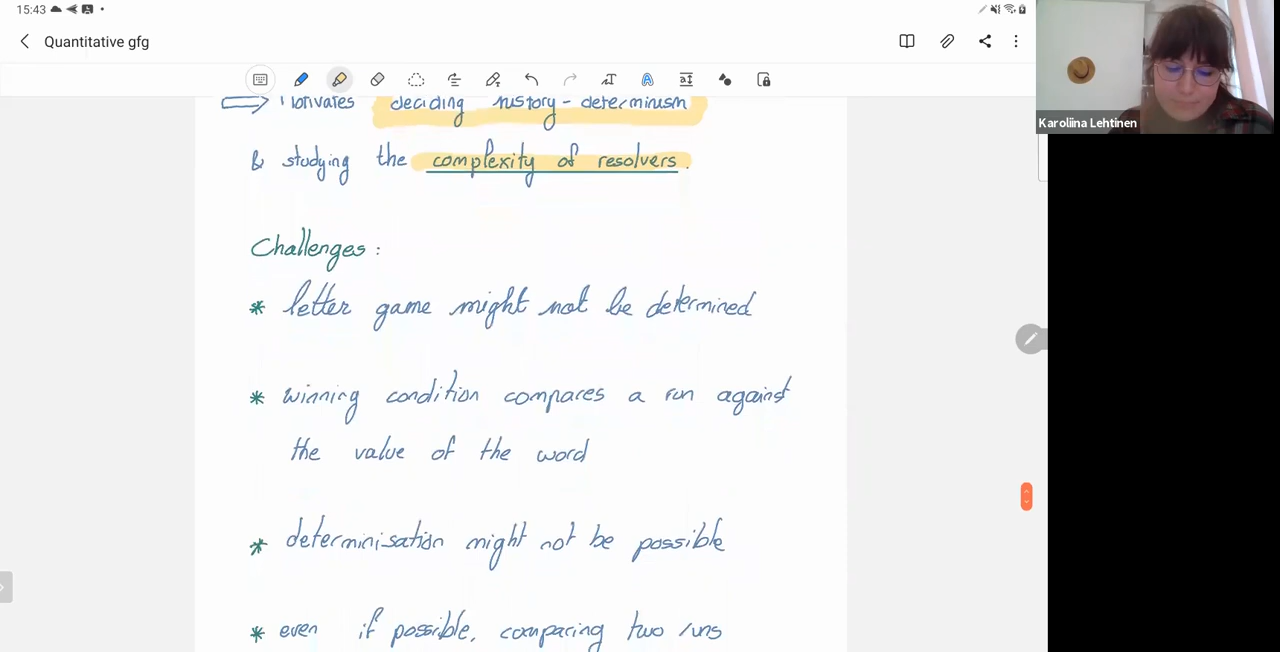 15:43
Quantitative gfg
Karoliina Lehtinen
Motivates deciding history-determinism
& studying the complexity of resolvers.
Challenges:
* letter game might not be determined
* winning condition compares a run against
the value of the word
* determinisation might not be possible
* even if possible, comparing two runs